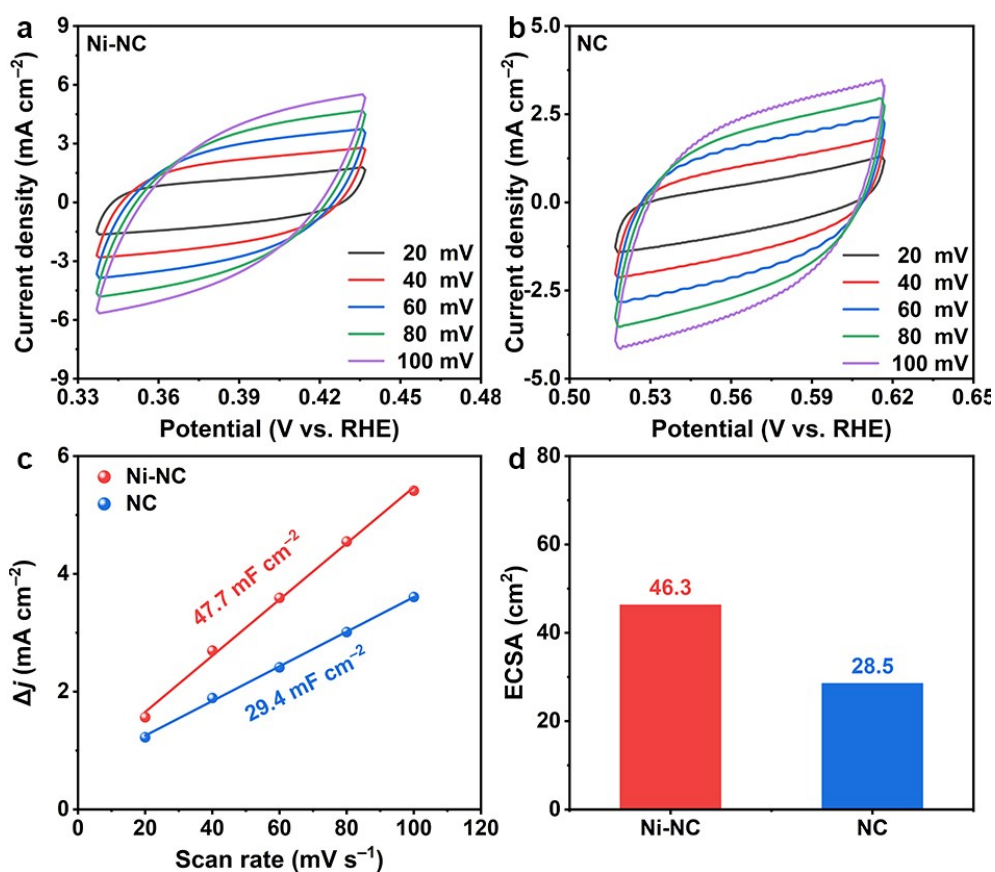 a
Ni-NC
9
6
3
0
-3
-6
-9
Current density (mA cm⁻²)
20 mV
40 mV
60 mV
80 mV
100 mV
0.33
0.36
0.39
0.42
0.45
0.48
Potential (V vs. RHE)
b
NC
5.0
2.5
0.0
-2.5
-5.0
Current density (mA cm⁻²)
20 mV
40 mV
60 mV
80 mV
100 mV
0.50
0.53
0.56
0.59
0.62
0.65
Potential (V vs. RHE)
c
Ni-NC
NC
6
4
2
0
Δj (mA cm⁻²)
47.7 mF cm⁻²
29.4 mF cm⁻²
0
20
40
60
80
100
120
Scan rate (mV s⁻¹)
d
80
60
40
20
0
ECSA (cm²)
46.3
28.5
Ni-NC
NC